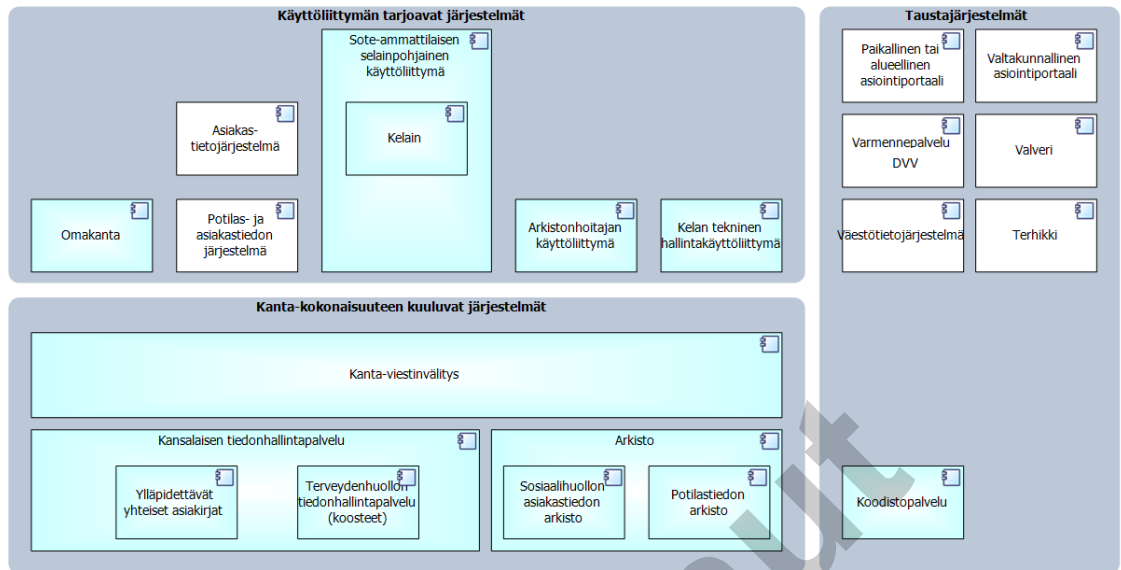 Käyttöliittymän tarjoavat järjestelmät
Sote-ammattilaisen
selainpohjainen
käyttöliittymä
Kelain
Asiakas-
tietojärjestelmä
Omakanta
Potilas- ja
asiakastiedon
järjestelmä
Arkistonhoitajan
käyttöliittymä
Kelan tekninen
hallintakäyttöliittymä
Taustajärjestelmät
Paikallinen tai
alueellinen
asiointiportaali
Valtakunnallinen
asiointiportaali
Varmennepalvelu
DVV
Valveri
Väestötietojärjestelmä
Terhikki
Koodistopalvelu
Kanta-kokonaisuuteen kuuluvat järjestelmät
Kanta-viestinvälitys
Kansalaisen tiedonhallintapalvelu
Ylläpidettävät
yhteiset asiakirjat
Terveydenhuollon
tiedonhallintapalvelu
(koosteet)
Arkisto
Sosiaalihuollon
asiakastiedon
arkisto
Potilastiedon
arkisto